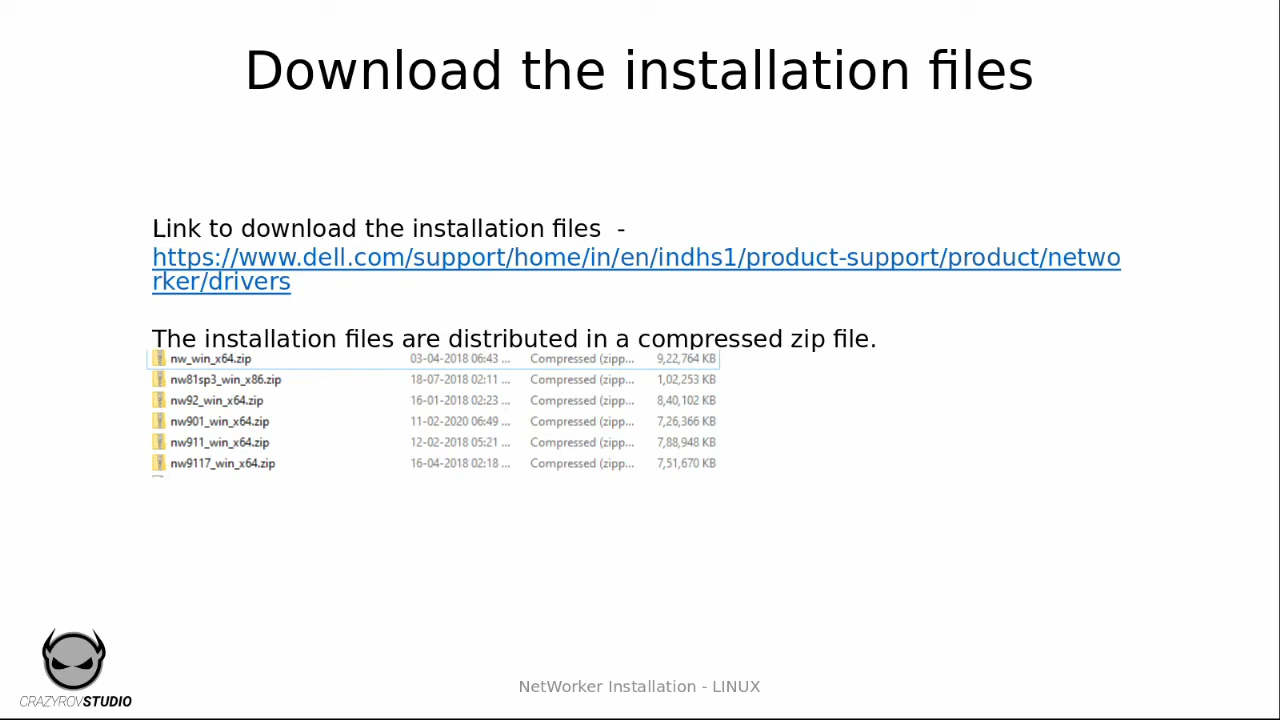 Download the installation files
Link to download the installation files -
https://www.dell.com/support/home/in/en/indhs1/product-support/product/netwo
rker/drivers
The installation files are distributed in a compressed zip file.
nw_win_x64.zip 03-04-2018 06:43 ... Compressed (zipp... 9,22,764 KB
nw81sp3_win_x86.zip 18-07-2018 02:11 ... Compressed (zipp... 1,02,253 KB
nw92_win_x64.zip 16-01-2018 02:23 ... Compressed (zipp... 8,40,102 KB
nw901_win_x64.zip 11-02-2020 06:49 ... Compressed (zipp... 7,26,366 KB
nw911_win_x64.zip 12-02-2018 05:21 ... Compressed (zipp... 7,88,948 KB
nw9117_win_x64.zip 16-04-2018 02:18 ... Compressed (zipp... 7,51,670 KB
NetWorker Installation - LINUX
CRAZYROVSTUDIO